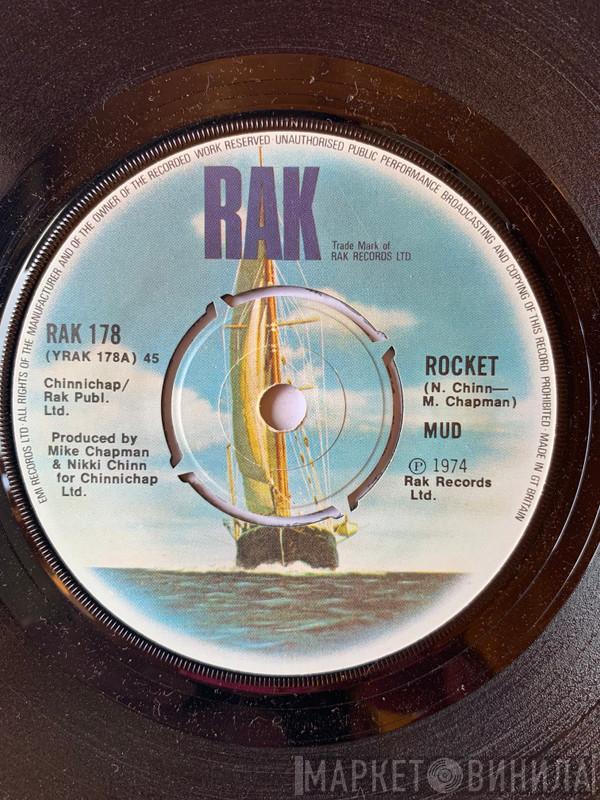 EMI RECORDS LTD· ALL RIGHTS OF THE MANUFACTURER AND OF THE OWNER OF THE RECORDED WORK RESERVED UNAUTHORISED PUBLIC PERFORMANCE BROADCASTING AND COPYING OF THIS RECORD PROHIBITED · MADE IN GT BRITAIN
RAK
Trade Mark of
RAK RECORDS LTD.
RAK 178
(YRAK 178A) 45
Chinnichap/
Rak Publ.
Ltd.
Produced by
Mike Chapman
& Nikki Chinn
for Chinnichap
Ltd.
ROCKET
(N. Chinn—
M. Chapman)
MUD
℗ 1974
Rak Records
Ltd.
МАРКЕТ ВИНИЛА